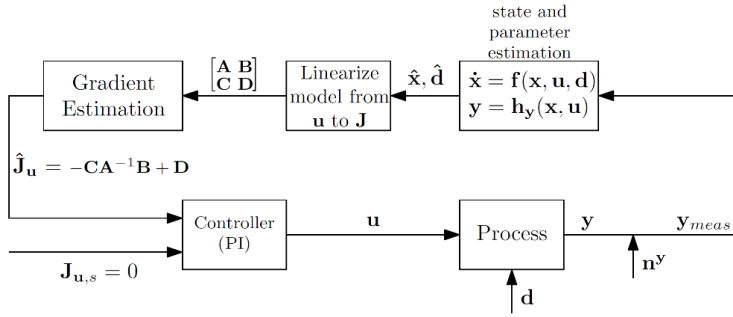 state and
parameter
estimation
Gradient
Estimation
[A B
C D]
Linearize
model from
u to J
x̂, d̂
ẋ = f(x, u, d)
y = h_y(x, u)
Ĵ_u = −CA⁻¹B + D
Controller
(PI)
u
Process
y
y_meas
J_{u,s} = 0
n^y
d